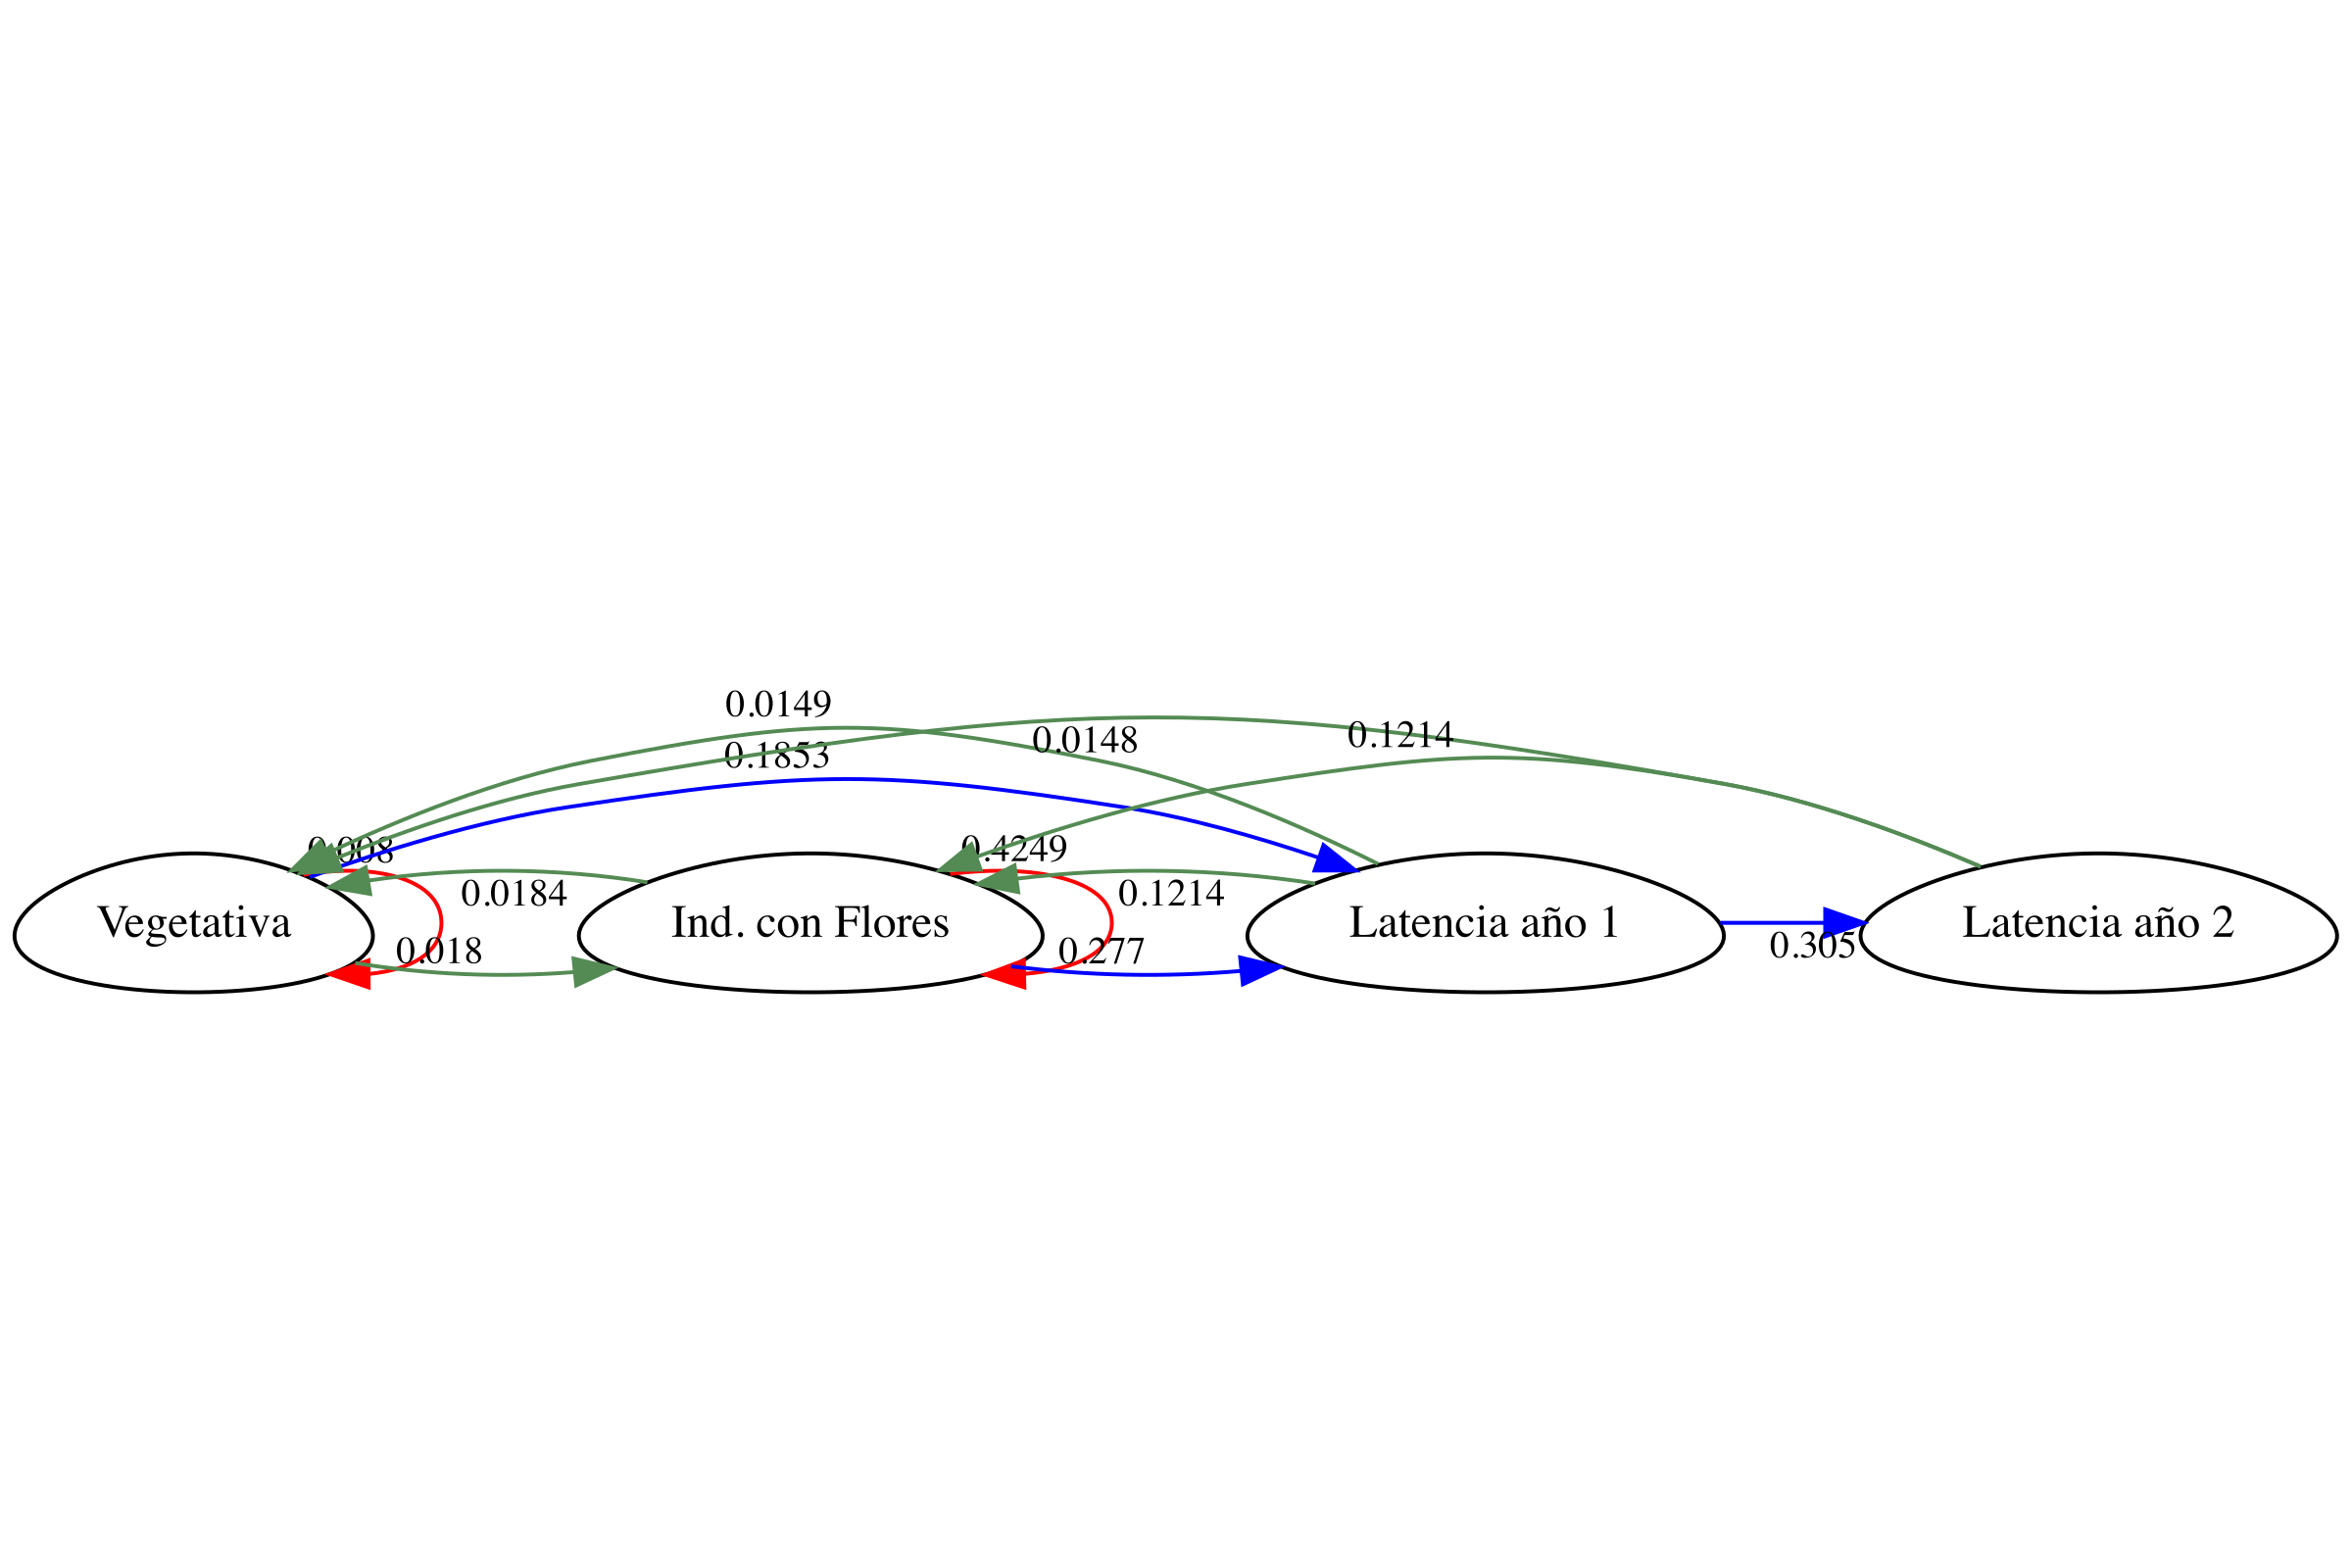 0.0149
0.0148
0.1214
0.1853
0.008
0.4249
0.0184
0.1214
Vegetativa
Ind. con Flores
Latencia año 1
Latencia año 2
0.018
0.277
0.305